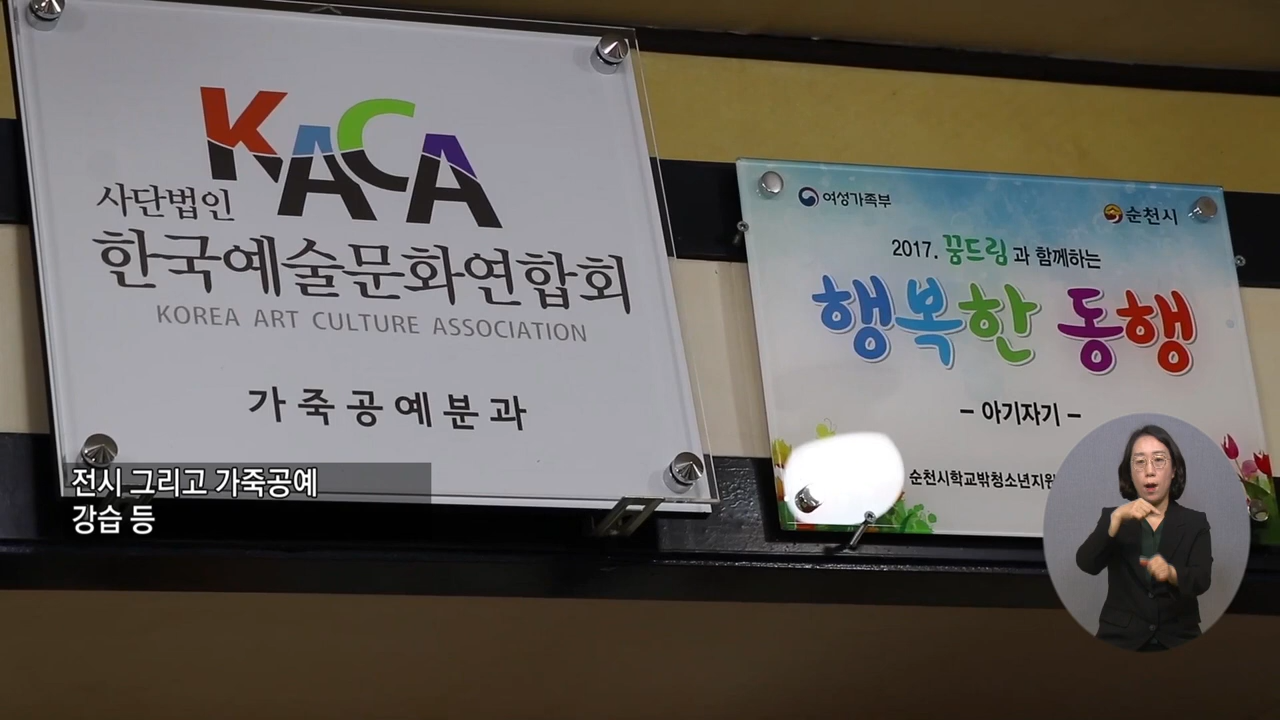 KACA
사단법인
한국예술문화연합회
KOREA ART CULTURE ASSOCIATION
가죽공예분과
여성가족부
순천시
2017. 꿈드림과 함께하는
행복한 동행
- 아기자기 -
순천시학교밖청소년지원
전시 그리고 가죽공예
강습 등